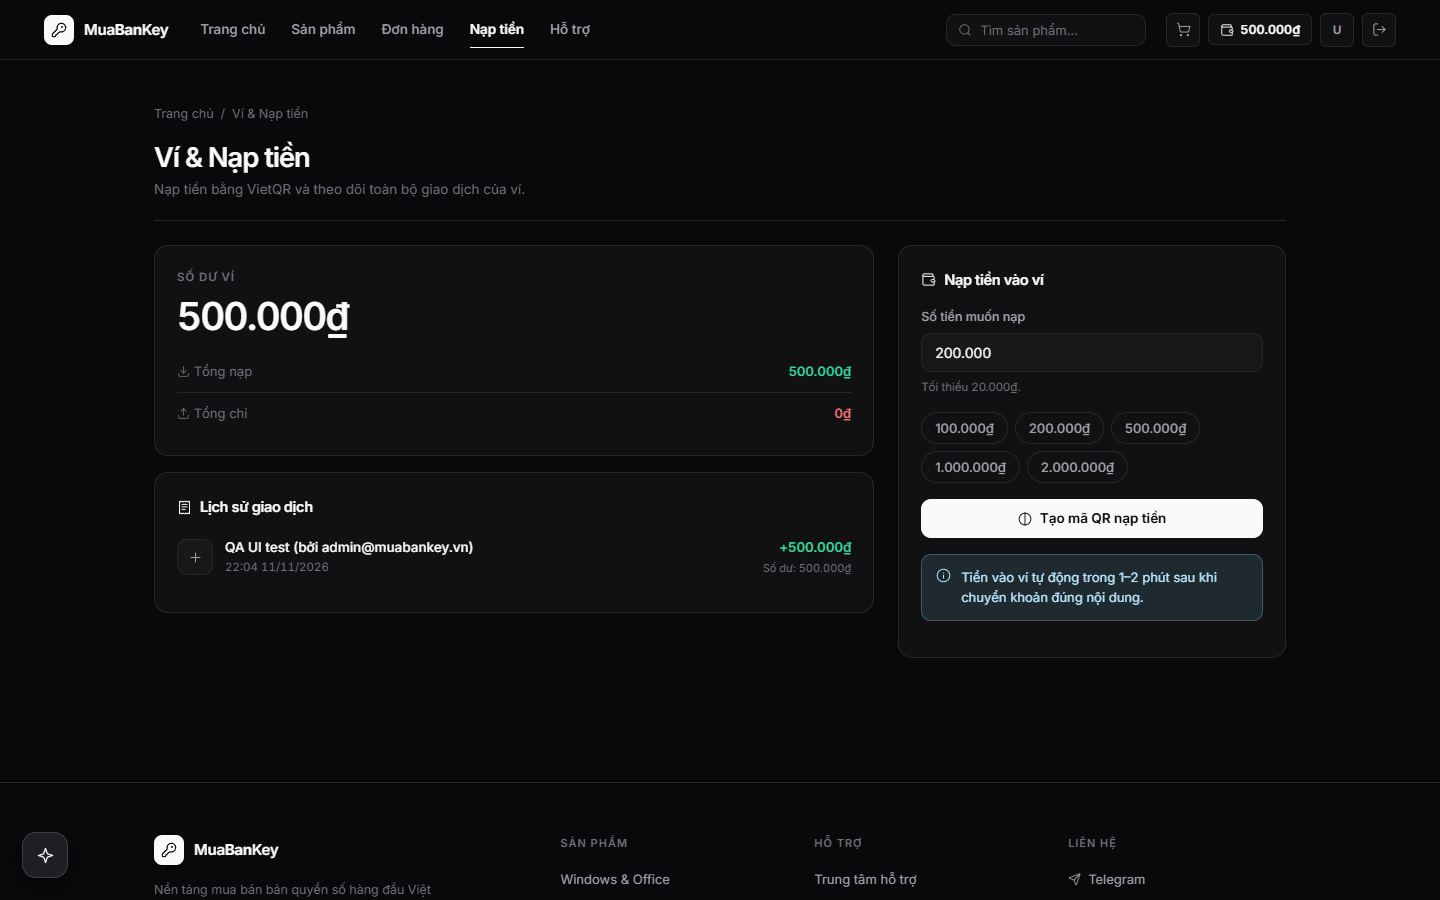 MuaBanKey
Trang chủ
Sản phẩm
Đơn hàng
Nạp tiền
Hỗ trợ
Tìm sản phẩm...
500.000₫
U
Trang chủ / Ví & Nạp tiền
Ví & Nạp tiền
Nạp tiền bằng VietQR và theo dõi toàn bộ giao dịch của ví.
SỐ DƯ VÍ
500.000₫
Tổng nạp
500.000₫
Tổng chi
0₫
Lịch sử giao dịch
QA UI test (bởi admin@muabankey.vn)
+500.000₫
22:04 11/11/2026
Số dư: 500.000₫
Nạp tiền vào ví
Số tiền muốn nạp
200.000
Tối thiểu 20.000₫.
100.000₫
200.000₫
500.000₫
1.000.000₫
2.000.000₫
Tạo mã QR nạp tiền
Tiền vào ví tự động trong 1–2 phút sau khi
chuyển khoản đúng nội dung.
MuaBanKey
Nền tảng mua bán bản quyền số hàng đầu Việt
SẢN PHẨM
Windows & Office
HỖ TRỢ
Trung tâm hỗ trợ
LIÊN HỆ
Telegram